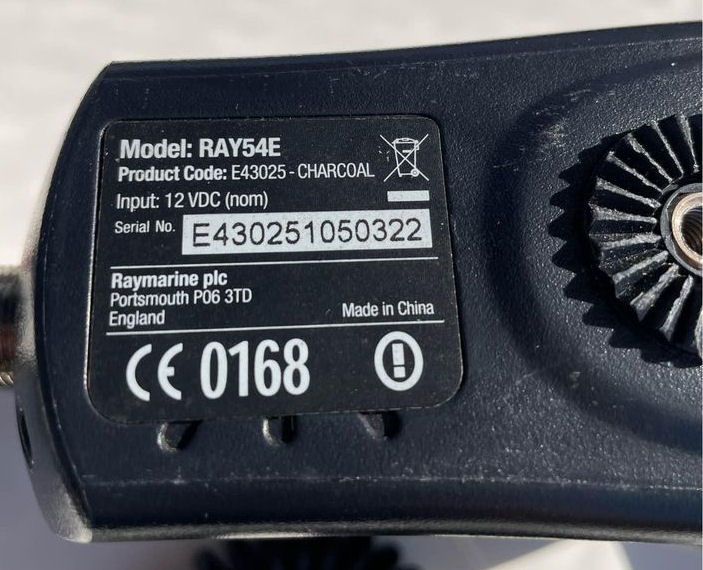 Model: RAY54E
Product Code: E43025 - CHARCOAL
Input: 12 VDC (nom)
Serial No. E430251050322
Raymarine plc
Portsmouth P06 3TD
England
Made in China
CE 0168